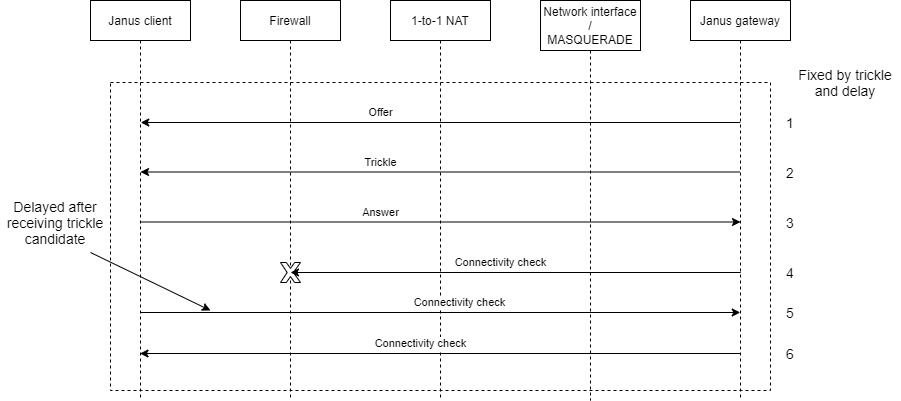 Janus client
Firewall
1-to-1 NAT
Network interface
/
MASQUERADE
Janus gateway
Fixed by trickle
and delay
Offer
1
Trickle
2
Delayed after
receiving trickle
candidate
Answer
3
Connectivity check
4
Connectivity check
5
Connectivity check
6